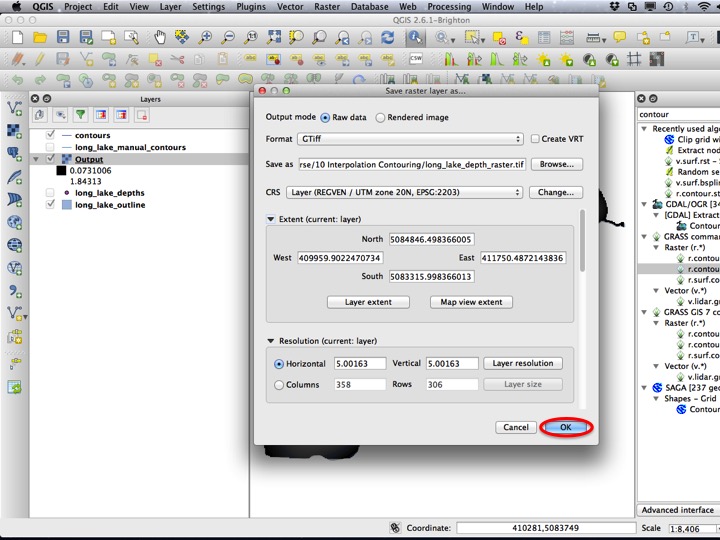 QGIS Project Edit View Layer Settings Plugins Vector Raster Database Web Processing Window Help
QGIS 2.6.1-Brighton
Layers
contours
long_lake_manual_contours
Output
0.0731006
1.84313
long_lake_depths
long_lake_outline
Save raster layer as...
Output mode Raw data Rendered image
Format GTiff Create VRT
Save as rse/10 Interpolation Contouring/long_lake_depth_raster.tif Browse...
CRS Layer (REGVEN / UTM zone 20N, EPSG:2203) Change...
Extent (current: layer)
North 5084846.498366005
West 409959.9022470734 East 411750.4872143836
South 5083315.998366013
Layer extent Map view extent
Resolution (current: layer)
Horizontal 5.00163 Vertical 5.00163 Layer resolution
Columns 358 Rows 306 Layer size
Cancel OK
contour
Recently used algo
Clip grid wi
Extract nod
v.surf.rst -
Random se
v.surf.bspli
r.contour.st
GDAL/OGR [34
[GDAL] Extract
Contour
GRASS comma
Raster (r.*)
r.contou
r.contou
r.surf.co
Vector (v.*)
v.lidar.g
GRASS GIS 7 co
Raster (r.*)
r.contou
r.contou
r.surf.co
Vector (v.*)
v.lidar.g
SAGA [237 geo
Shapes - Grid
Contou
Advanced interface
Coordinate: 410281,5083749 Scale 1:8,406
CSW
T